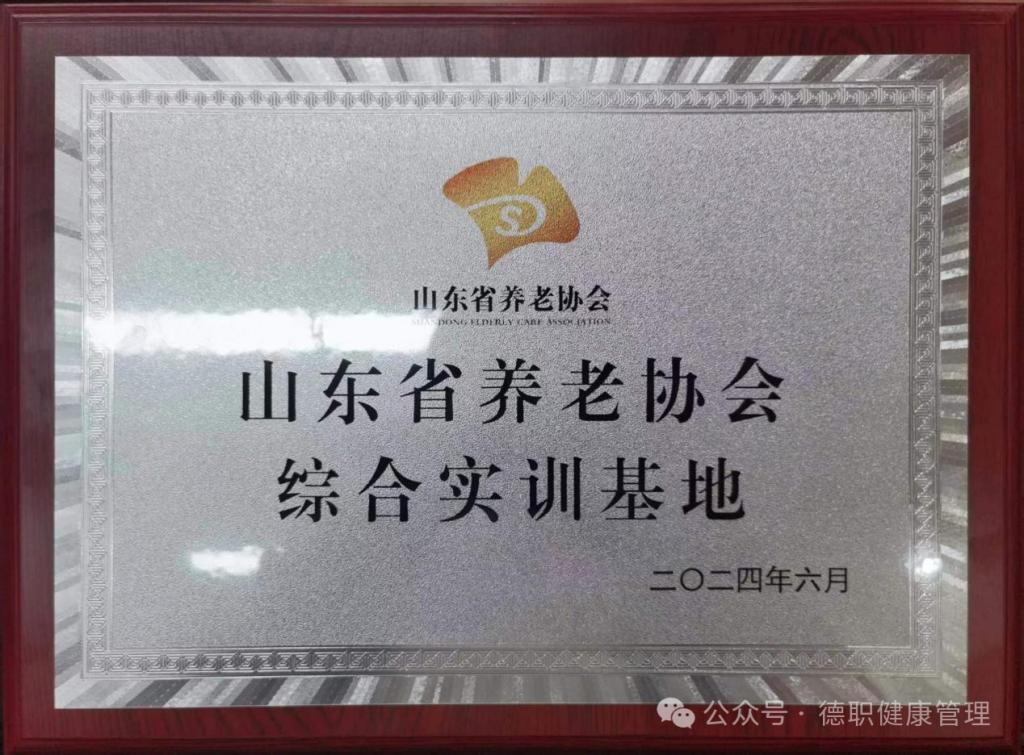 山东省养老协会
SHANDONG ELDERLY CARE ASSOCIATION
山东省养老协会
综合实训基地
二〇二四年六月
公众号·德职健康管理